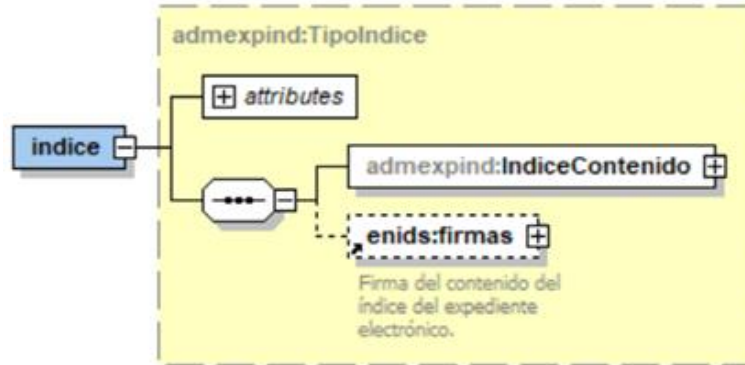 admexpind:TipoIndice
attributes
indice
admexpind:IndiceContenido
enids:firmas
Firma del contenido del
índice del expediente
electrónico.